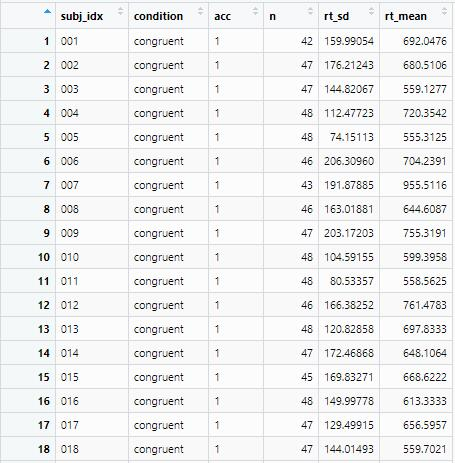 subj_idx condition acc n rt_sd rt_mean
1 001 congruent 1 42 159.99054 692.0476
2 002 congruent 1 47 176.21243 680.5106
3 003 congruent 1 47 144.82067 559.1277
4 004 congruent 1 48 112.47723 720.3542
5 005 congruent 1 48 74.15113 555.3125
6 006 congruent 1 46 206.30960 704.2391
7 007 congruent 1 43 191.87885 955.5116
8 008 congruent 1 46 163.01881 644.6087
9 009 congruent 1 47 203.17203 755.3191
10 010 congruent 1 48 104.59155 599.3958
11 011 congruent 1 48 80.53357 558.5625
12 012 congruent 1 46 166.38252 761.4783
13 013 congruent 1 48 120.82858 697.8333
14 014 congruent 1 47 172.46868 648.1064
15 015 congruent 1 45 169.83271 668.6222
16 016 congruent 1 48 149.99778 613.3333
17 017 congruent 1 47 129.49915 656.5957
18 018 congruent 1 47 144.01493 559.7021